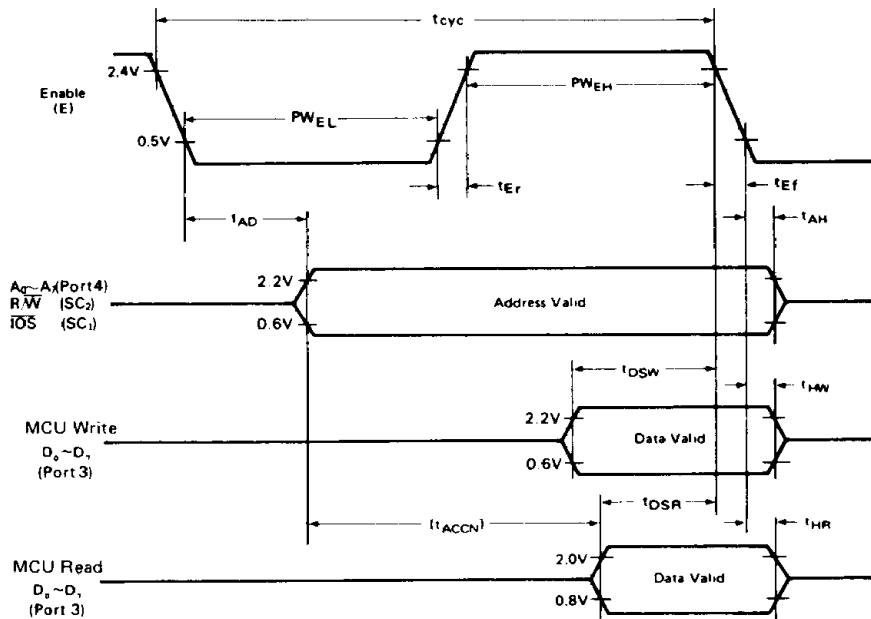 tcyc
2.4V
Enable
(E)
PWEH
PWEL
0.5V
tEr
tEf
tAD
tAH
A0~A7(Port4)
R/W (SC2)
IOS (SC1)
2.2V
Address Valid
0.6V
tDSW
tHW
MCU Write
D0~D7
(Port 3)
2.2V
Data Valid
0.6V
tDSR
(tACCN)
tHR
MCU Read
D0~D7
(Port 3)
2.0V
Data Valid
0.8V